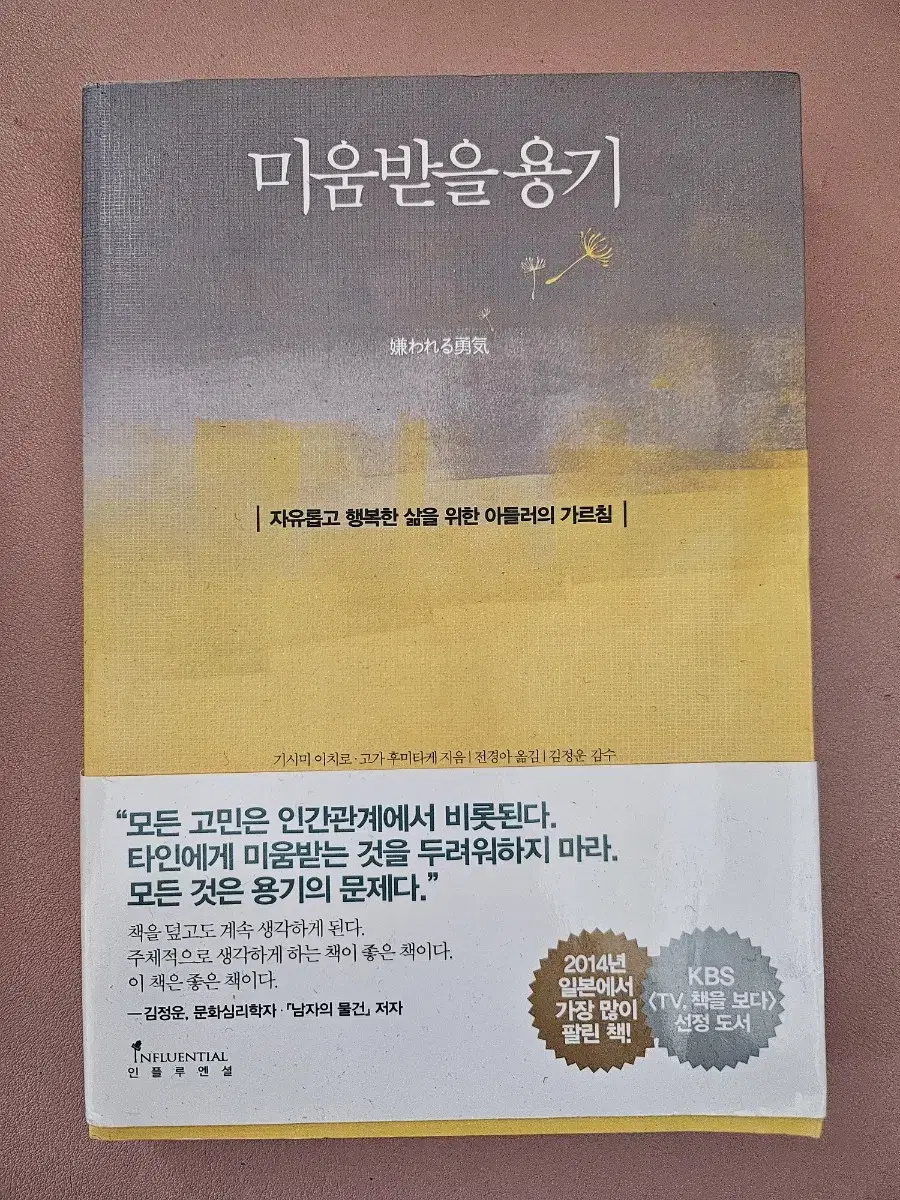 미움받을 용기
嫌われる勇気
| 자유롭고 행복한 삶을 위한 아들러의 가르침 |
기시미 이치로·고가 후미타케 지음 | 전경아 옮김 | 김정운 감수
“모든 고민은 인간관계에서 비롯된다.
타인에게 미움받는 것을 두려워하지 마라.
모든 것은 용기의 문제다.”
책을 덮고도 계속 생각하게 된다.
주체적으로 생각하게 하는 책이 좋은 책이다.
이 책은 좋은 책이다.
—김정운, 문화심리학자·『남자의 물건』 저자
INFLUENTIAL
인플루엔셜
2014년
일본에서
가장 많이
팔린 책!
KBS
〈TV, 책을 보다〉
선정 도서